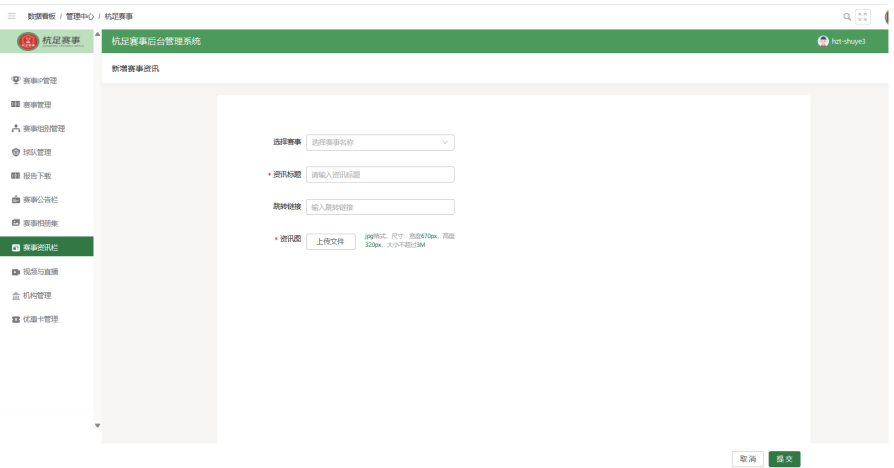 数据看板 / 管理中心 / 杭足赛事
杭足赛事
杭足赛事后台管理系统
hzt-shuye3
新增赛事资讯
赛事IP管理
赛事管理
赛事组别管理
球队管理
报告下载
赛事公告栏
赛事相册集
赛事资讯栏
视频与直播
机构管理
优惠卡管理
选择赛事 选择赛事名称
* 资讯标题 请输入资讯标题
跳转链接 输入跳转链接
* 资讯图 上传文件 jpg格式，尺寸：宽度670px，高度
320px，大小不超过3M
取消 提交